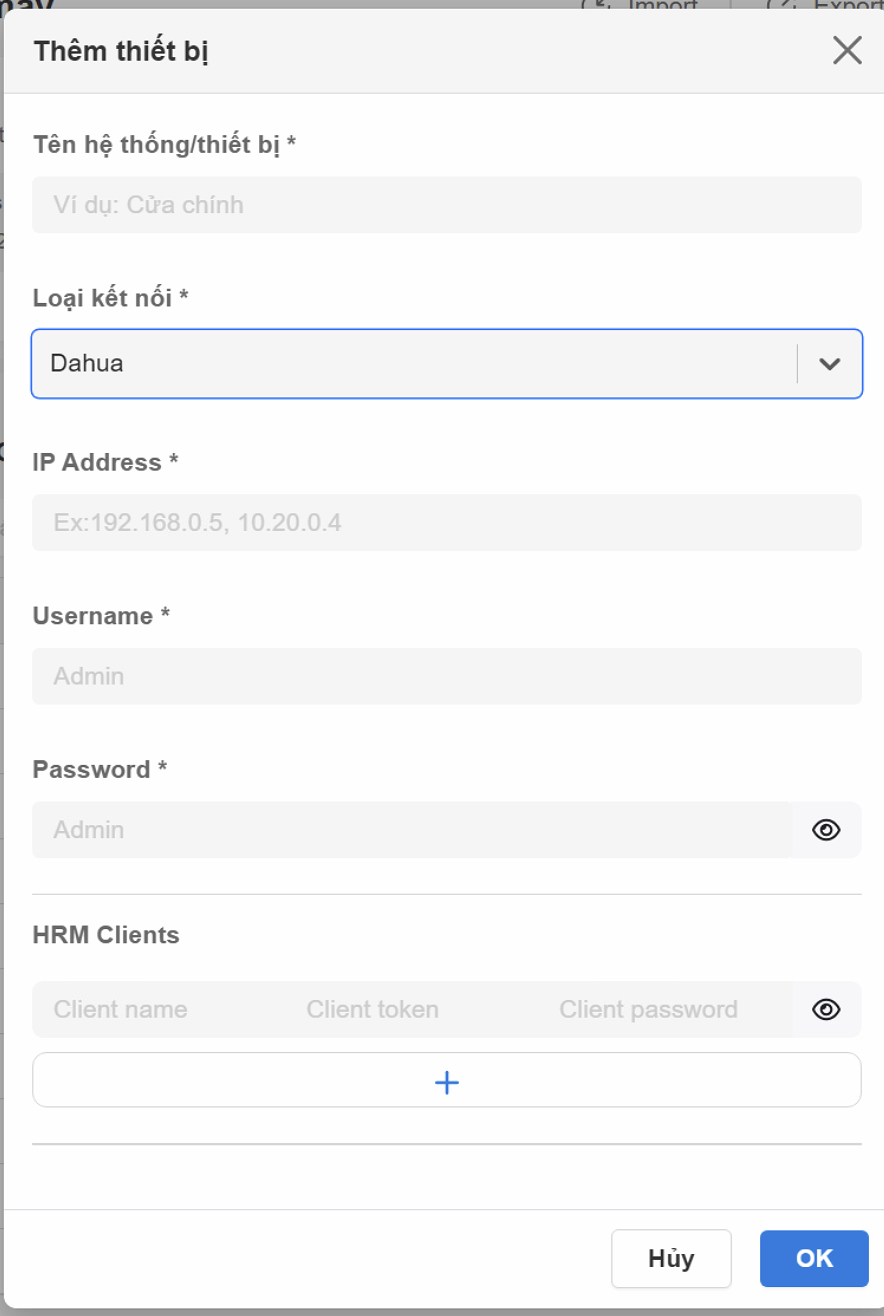 Import
Export
Thêm thiết bị
Tên hệ thống/thiết bị *
Ví dụ: Cửa chính
Loại kết nối *
Dahua
IP Address *
Ex:192.168.0.5, 10.20.0.4
Username *
Admin
Password *
Admin
HRM Clients
Client name Client token Client password
Hủy OK